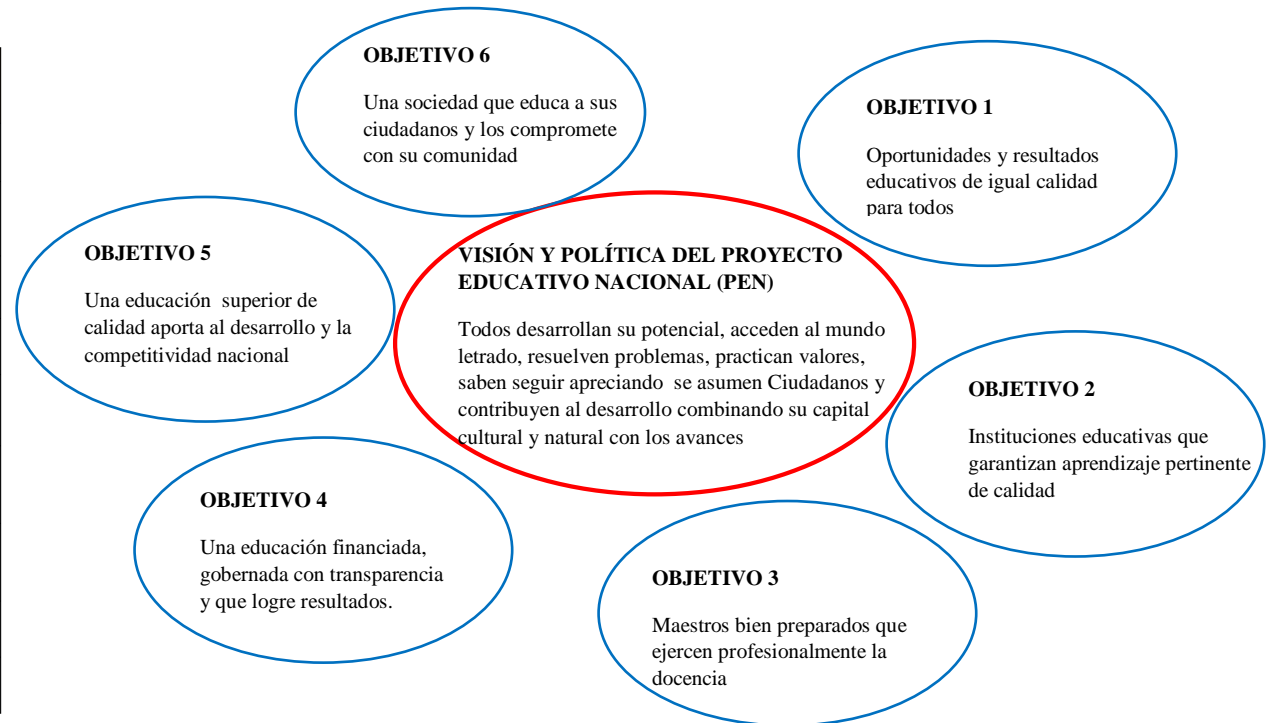 OBJETIVO 6
Una sociedad que educa a sus
ciudadanos y los compromete
con su comunidad
OBJETIVO 1
Oportunidades y resultados
educativos de igual calidad
para todos
OBJETIVO 5
Una educación  superior de
calidad aporta al desarrollo y la
competitividad nacional
VISIÓN Y POLÍTICA DEL PROYECTO
EDUCATIVO NACIONAL (PEN)
Todos desarrollan su potencial, acceden al mundo
letrado, resuelven problemas, practican valores,
saben seguir apreciando  se asumen Ciudadanos y
contribuyen al desarrollo combinando su capital
cultural y natural con los avances
OBJETIVO 2
Instituciones educativas que
garantizan aprendizaje pertinente
de calidad
OBJETIVO 4
Una educación financiada,
gobernada con transparencia
y que logre resultados.
OBJETIVO 3
Maestros bien preparados que
ejercen profesionalmente la
docencia